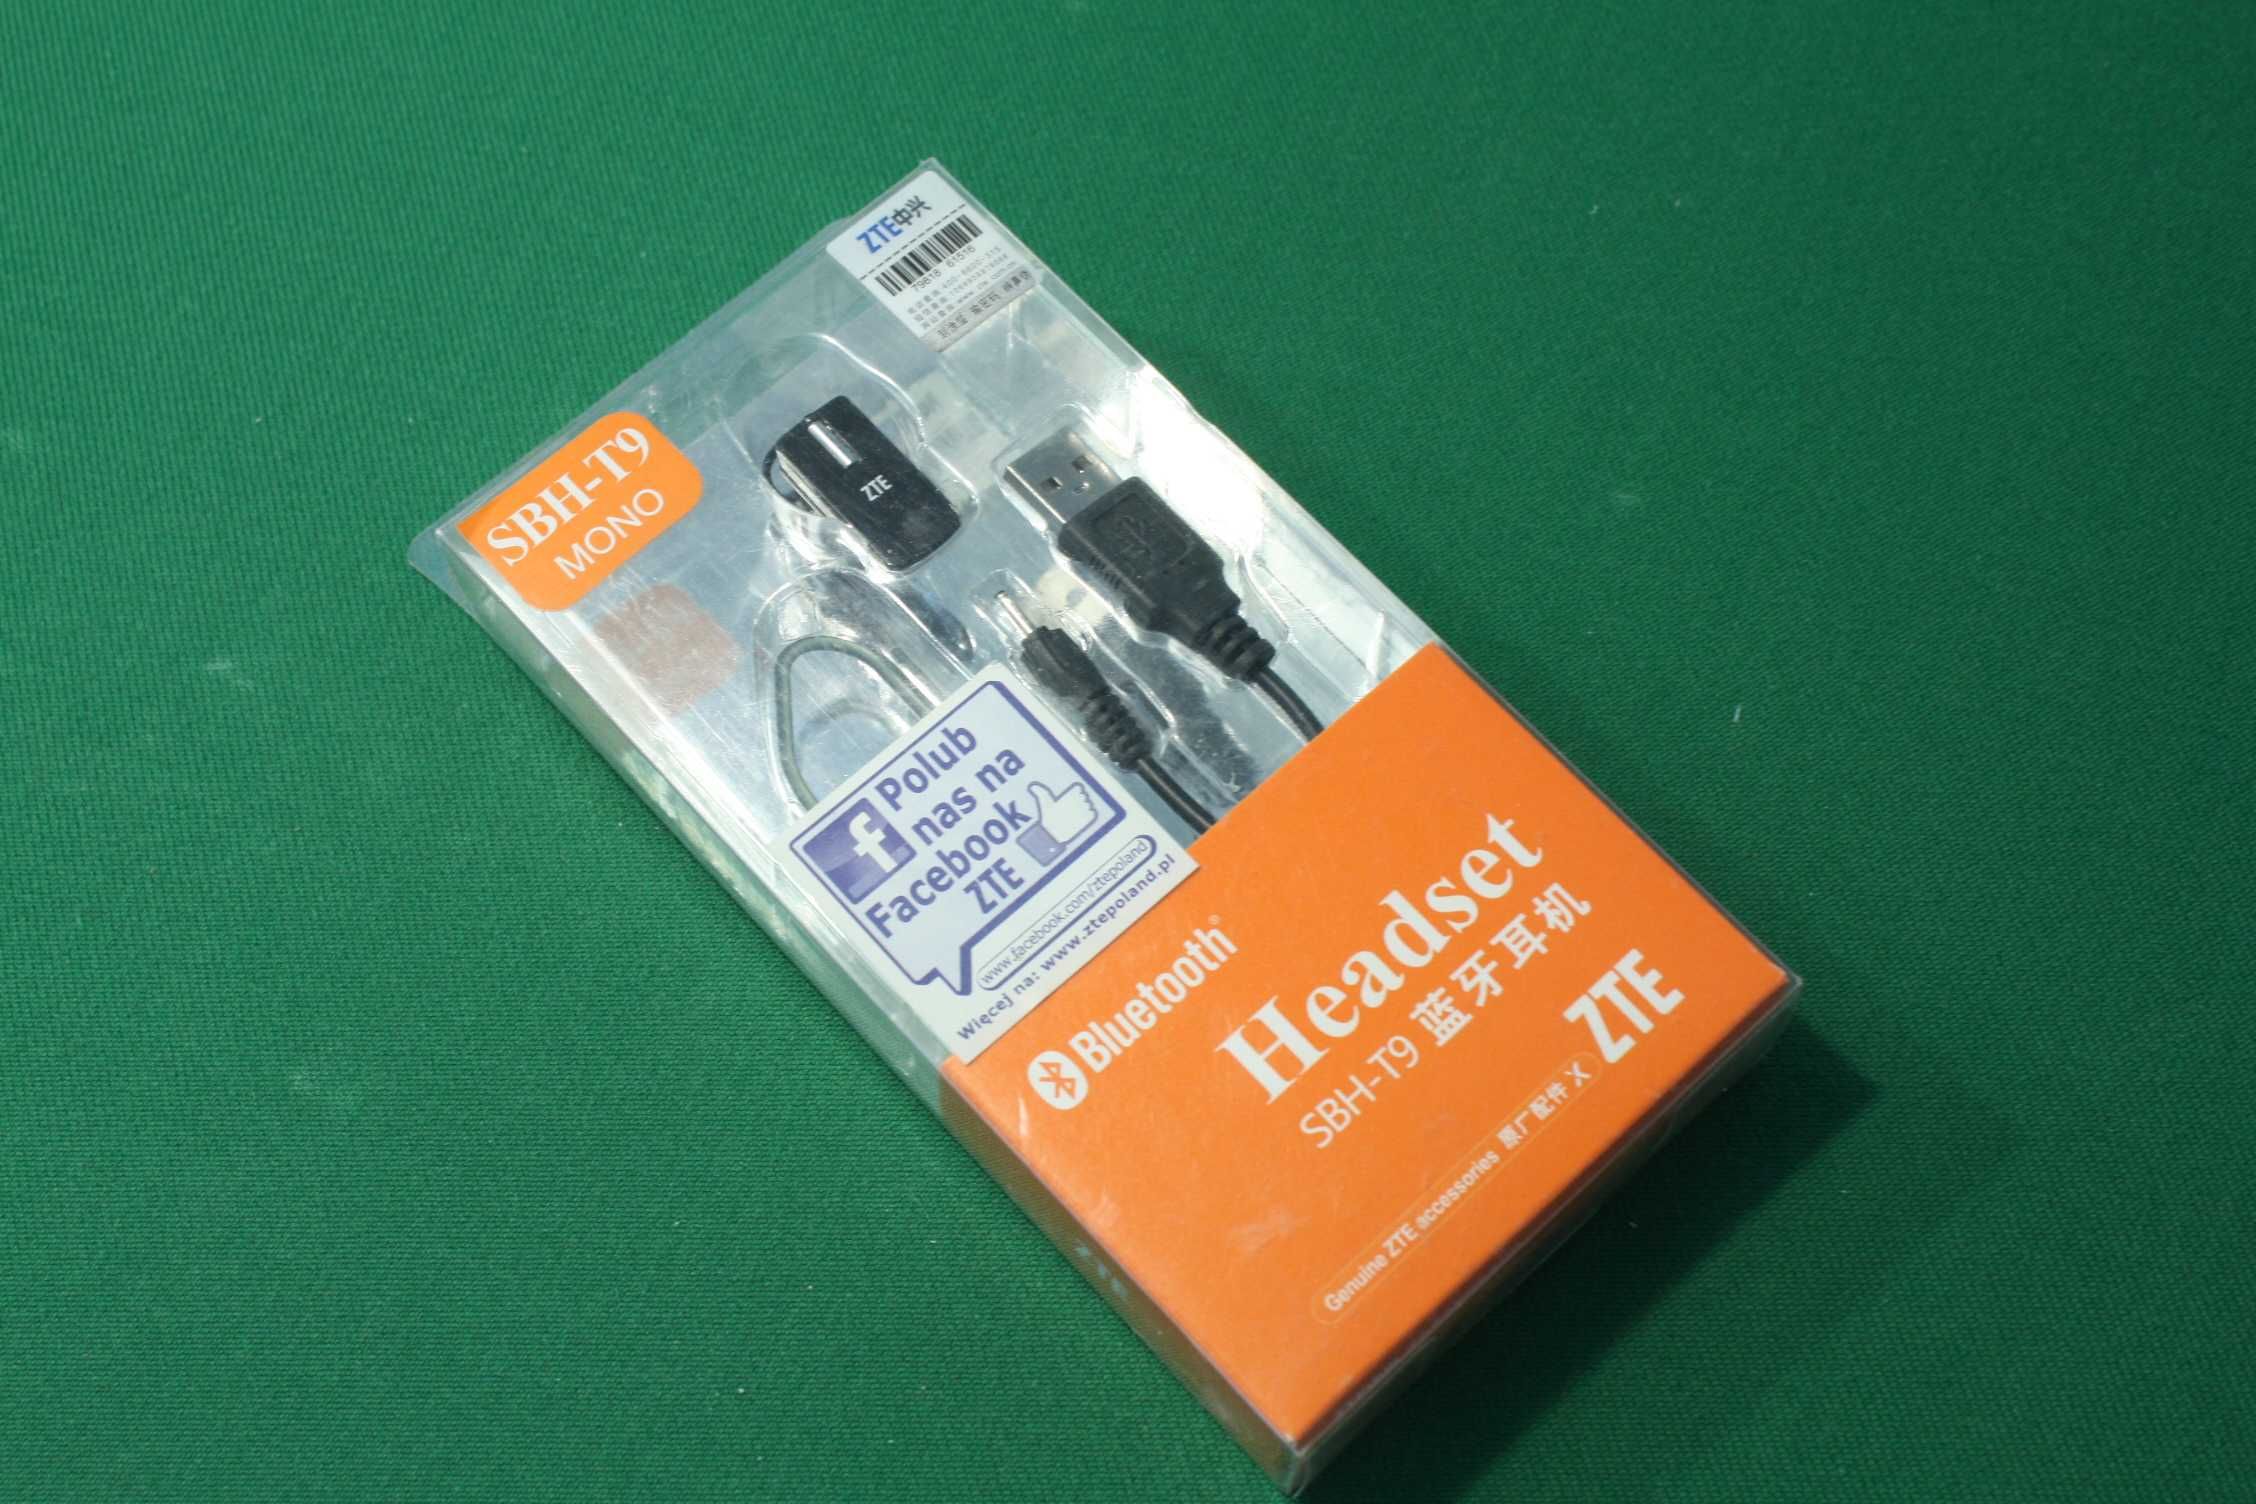 ZTE中兴
79618 61516
SBH-T9
MONO
ZTE
Polub
nas na
Facebook
ZTE
www.facebook.com/ztepoland
Więcej na: www.ztepoland.pl
Bluetooth®
Headset
SBH-T9 蓝牙耳机
ZTE
Genuine ZTE accessories 原厂配件